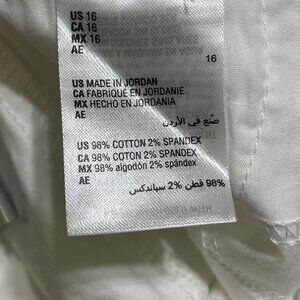 US 16
CA 16
MX 16
AE
16
US MADE IN JORDAN
CA FABRIQUÉ EN JORDANIE
MX HECHO EN JORDANIA
AE
صُنع في الأردن
US 98% COTTON 2% SPANDEX
CA 98% COTON 2% SPANDEX
MX 98% algodón 2% spándex
AE
98% قطن 2% سباندكس